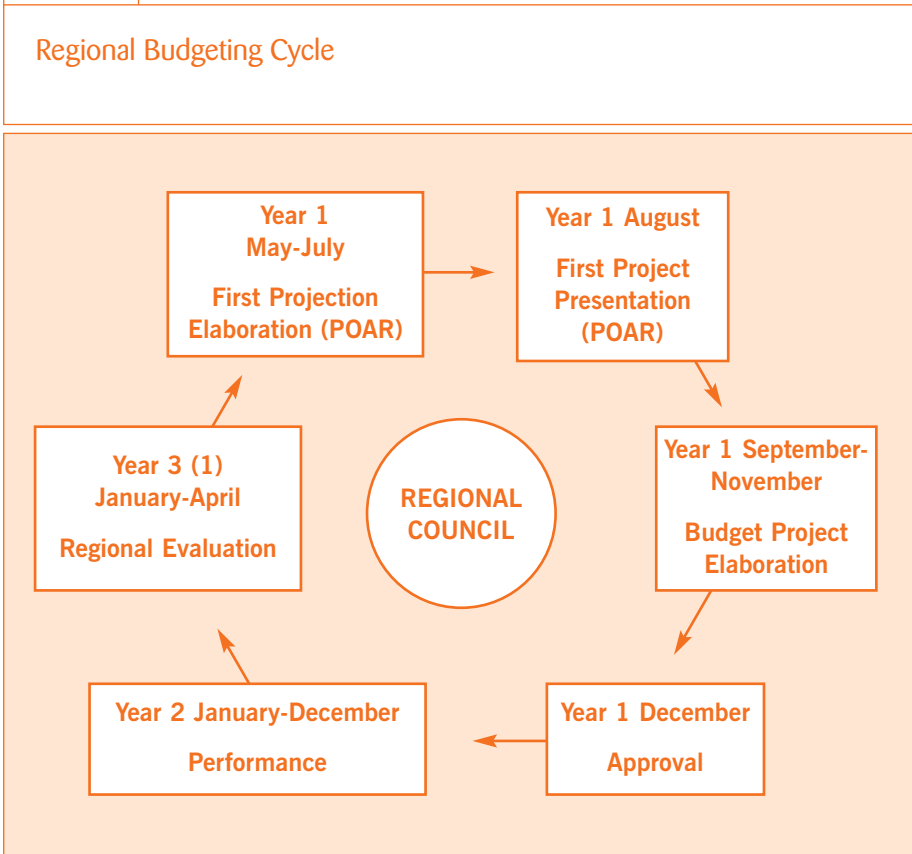 Regional Budgeting Cycle
Year 1
May-July
First Projection
Elaboration (POAR)
Year 1 August
First Project
Presentation
(POAR)
Year 1 September-
November
Budget Project
Elaboration
Year 1 December
Approval
Year 2 January-December
Performance
Year 3 (1)
January-April
Regional Evaluation
REGIONAL
COUNCIL